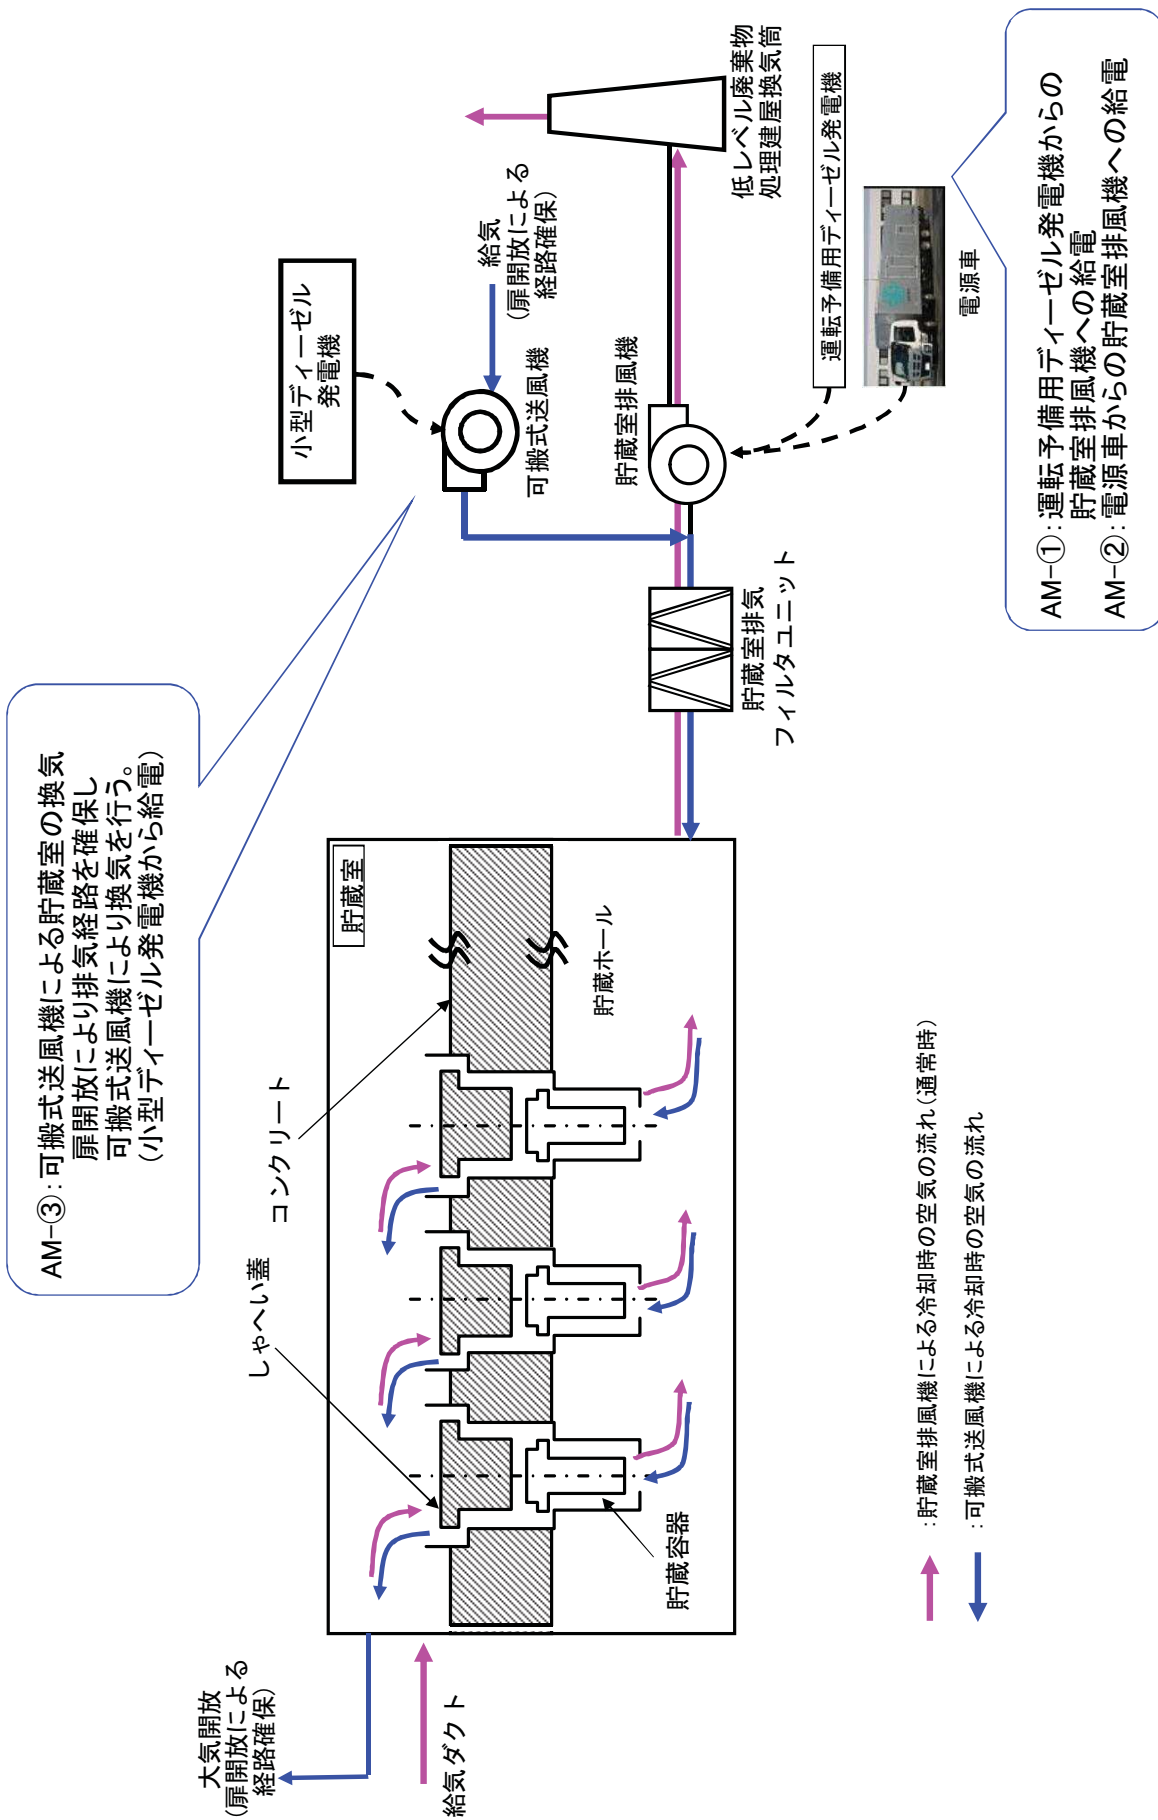 AM-③:可搬式送風機による貯蔵室の換気
扉開放により排気経路を確保し
可搬式送風機により換気を行う。
(小型ディーゼル発電機から給電)
小型ディーゼル
発電機
給気
(扉開放による
経路確保)
可搬式送風機
低レベル廃棄物
処理建屋換気筒
貯蔵室排風機
運転予備用ディーゼル発電機
電源車
AM-①:運転予備用ディーゼル発電機からの
貯蔵室排風機への給電
AM-②:電源車からの貯蔵室排風機への給電
貯蔵室排気
フィルタユニット
貯蔵室
コンクリート
しゃへい蓋
貯蔵ホール
貯蔵容器
大気開放
(扉開放による
経路確保)
給気ダクト
:貯蔵室排風機による冷却時の空気の流れ(通常時)
:可搬式送風機による冷却時の空気の流れ